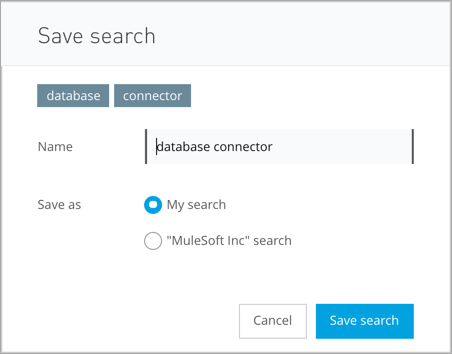 Save search
database connector
Name database connector
Save as My search
"MuleSoft Inc" search
Cancel Save search